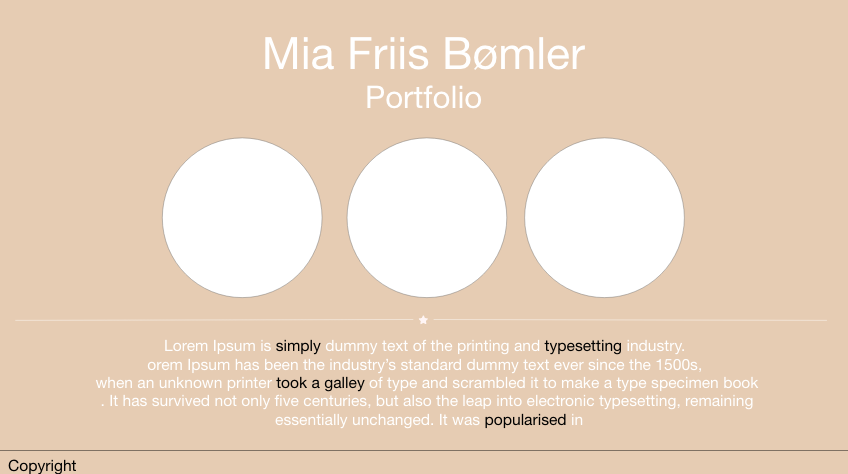 Mia Friis Bømler
Portfolio
Lorem Ipsum is simply dummy text of the printing and typesetting industry.
orem Ipsum has been the industry's standard dummy text ever since the 1500s,
when an unknown printer took a galley of type and scrambled it to make a type specimen book
. It has survived not only five centuries, but also the leap into electronic typesetting, remaining
essentially unchanged. It was popularised in
Copyright